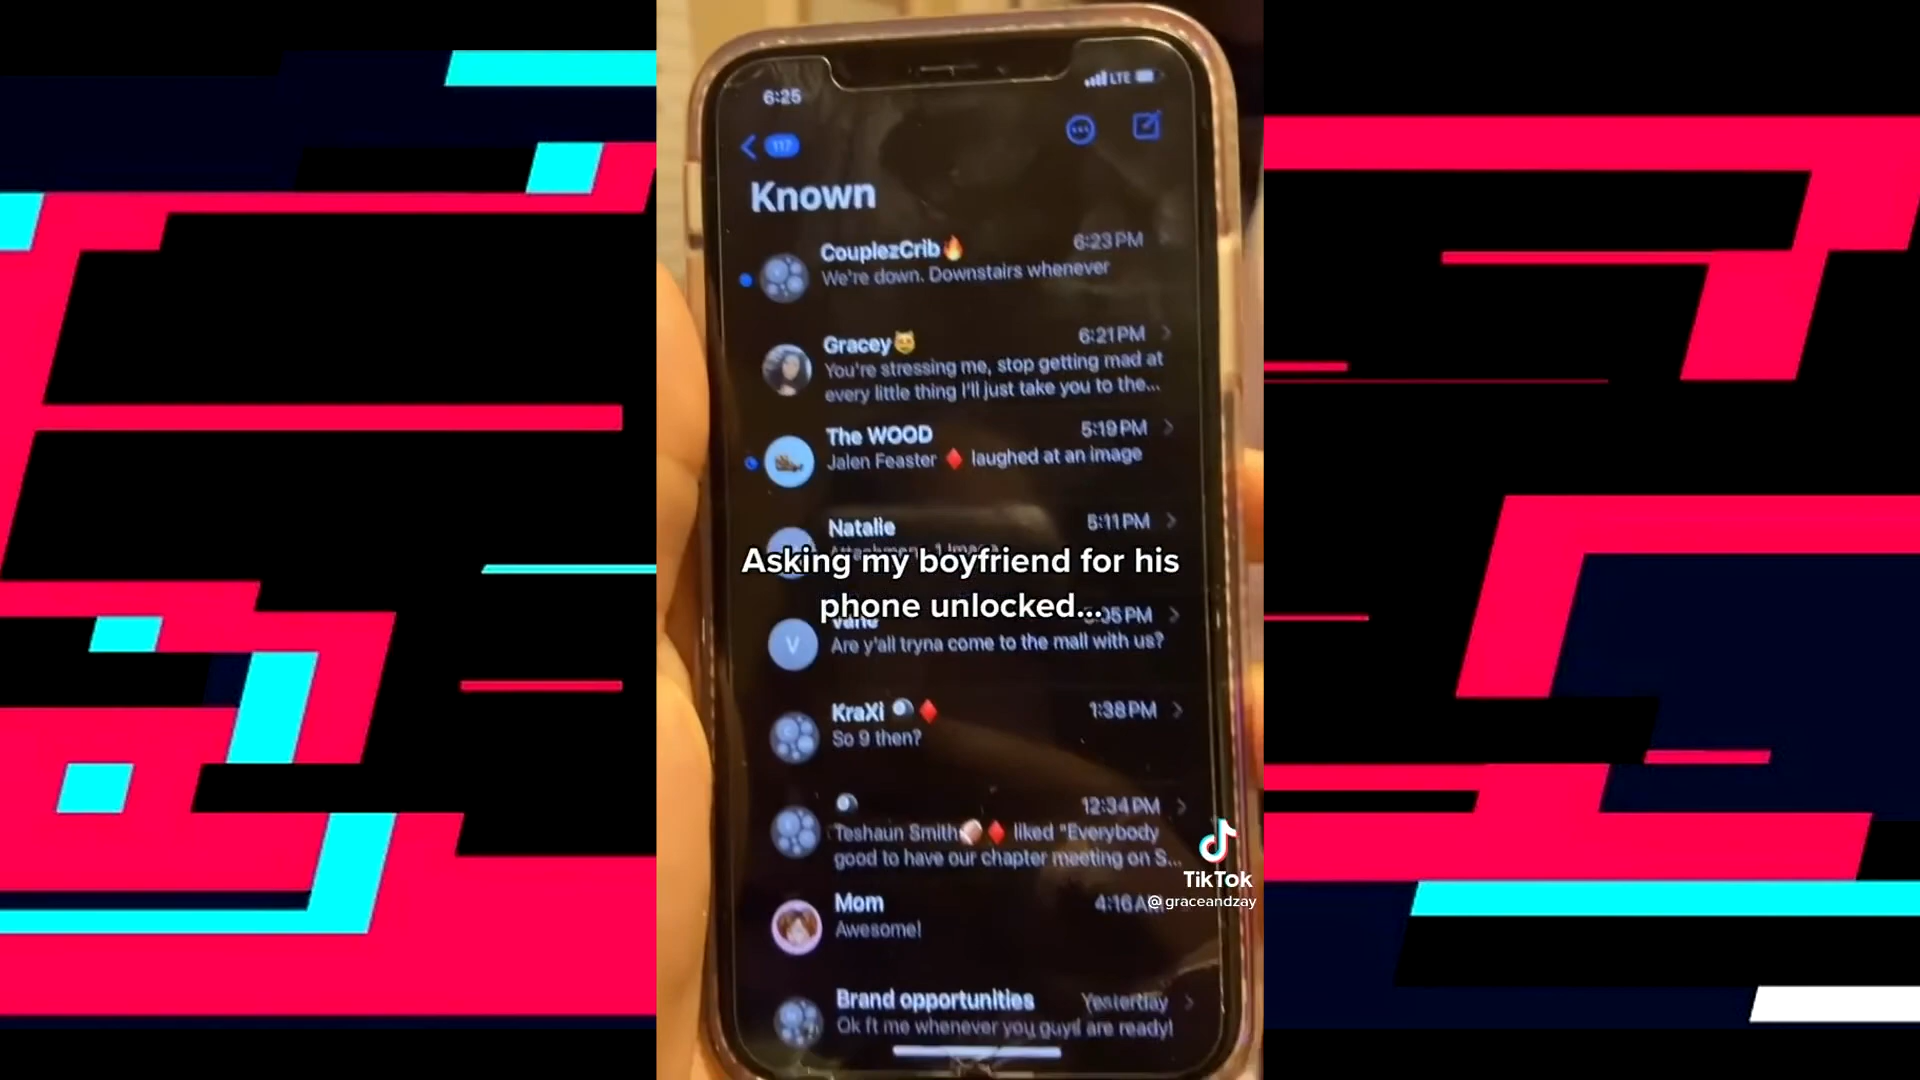 6:25
LTE
117
Known
CouplezCrib🔥
6:23 PM
We're down. Downstairs whenever
Gracey😼
6:21 PM
You're stressing me, stop getting mad at
every little thing I'll just take you to the...
The WOOD
5:19 PM
Jalen Feaster ♦️ laughed at an image
Natalie
5:11 PM
Asking my boyfriend for his
phone unlocked...
V
Are y'all tryna come to the mall with us?
KraXi ♦️
1:38 PM
So 9 then?
12:34 PM
Teshaun Smith🏈♦️ liked "Everybody
good to have our chapter meeting on S...
Mom
4:16 A
Awesome!
Brand opportunities
Yesterday
Ok ft me whenever you guys are ready!
TikTok
@graceandzay